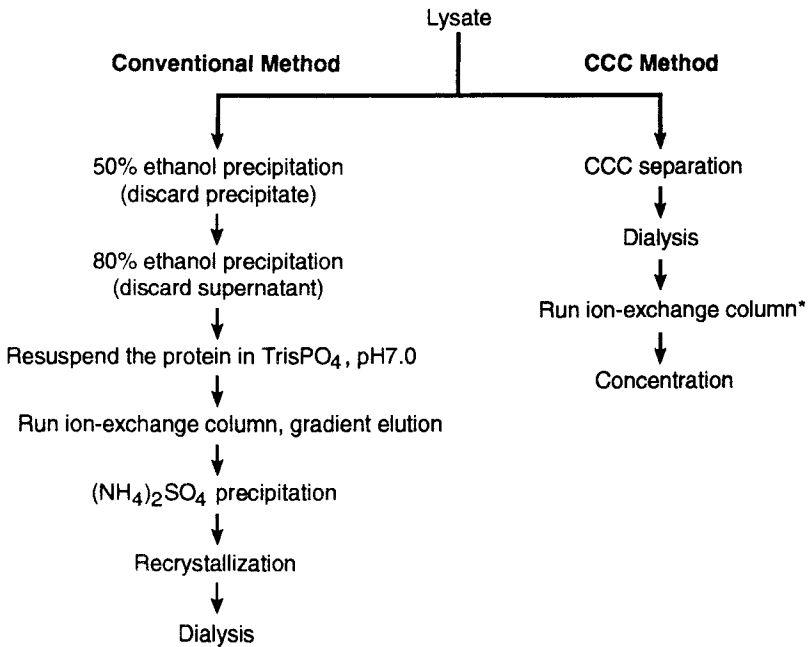 Lysate
Conventional Method
CCC Method
50% ethanol precipitation
(discard precipitate)
80% ethanol precipitation
(discard supernatant)
Resuspend the protein in TrisPO4, pH7.0
Run ion-exchange column, gradient elution
(NH4)2SO4 precipitation
Recrystallization
Dialysis
CCC separation
Dialysis
Run ion-exchange column*
Concentration